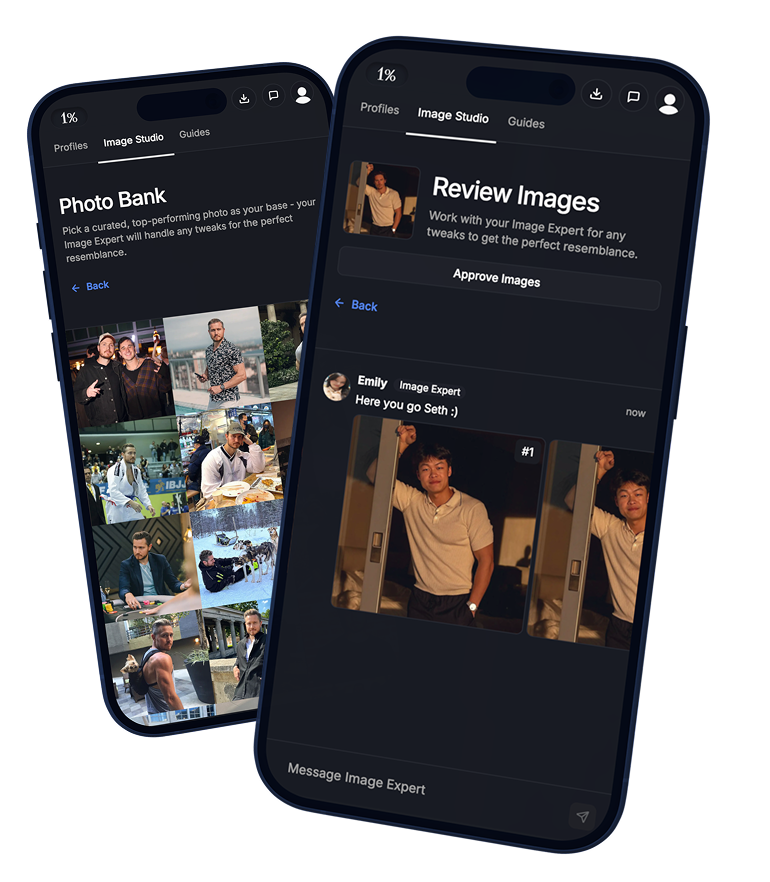 1%
Profiles Image Studio Guides
Photo Bank
Pick a curated, top-performing photo as your base - your
Image Expert will handle any tweaks for the perfect
resemblance.
← Back
IBJJ
1%
Profiles Image Studio Guides
Review Images
Work with your Image Expert for any
tweaks to get the perfect resemblance.
Approve Images
← Back
Emily Image Expert
now
Here you go Seth :)
#1
Message Image Expert